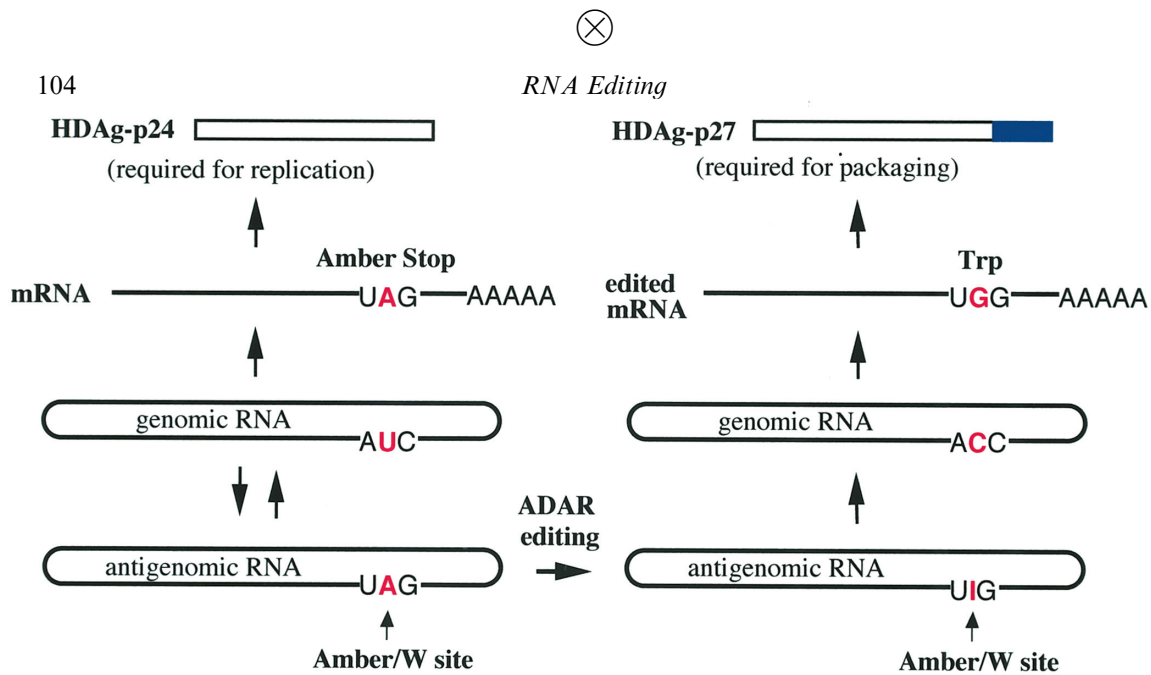 104
RNA Editing
HDAg-p24
(required for replication)
Amber Stop
mRNA
UAG
AAAAA
genomic RNA
AUC
antigenomic RNA
UAG
Amber/W site
ADAR
editing
HDAg-p27
(required for packaging)
Trp
edited
mRNA
UGG
AAAAA
genomic RNA
ACC
antigenomic RNA
UIG
Amber/W site